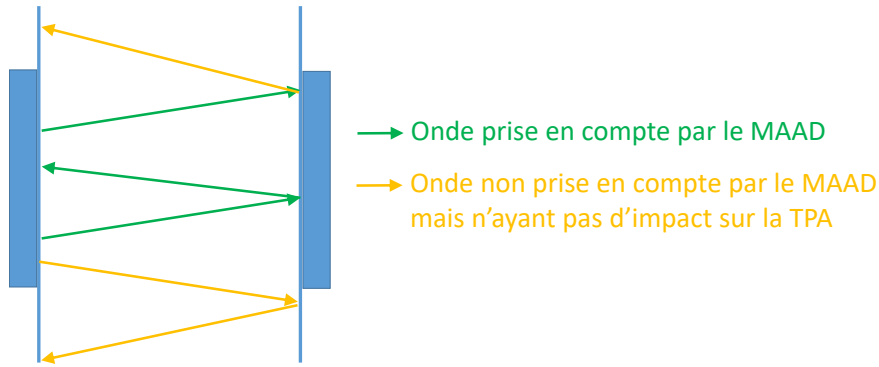 Onde prise en compte par le MAAD
Onde non prise en compte par le MAAD
mais n'ayant pas d'impact sur la TPA